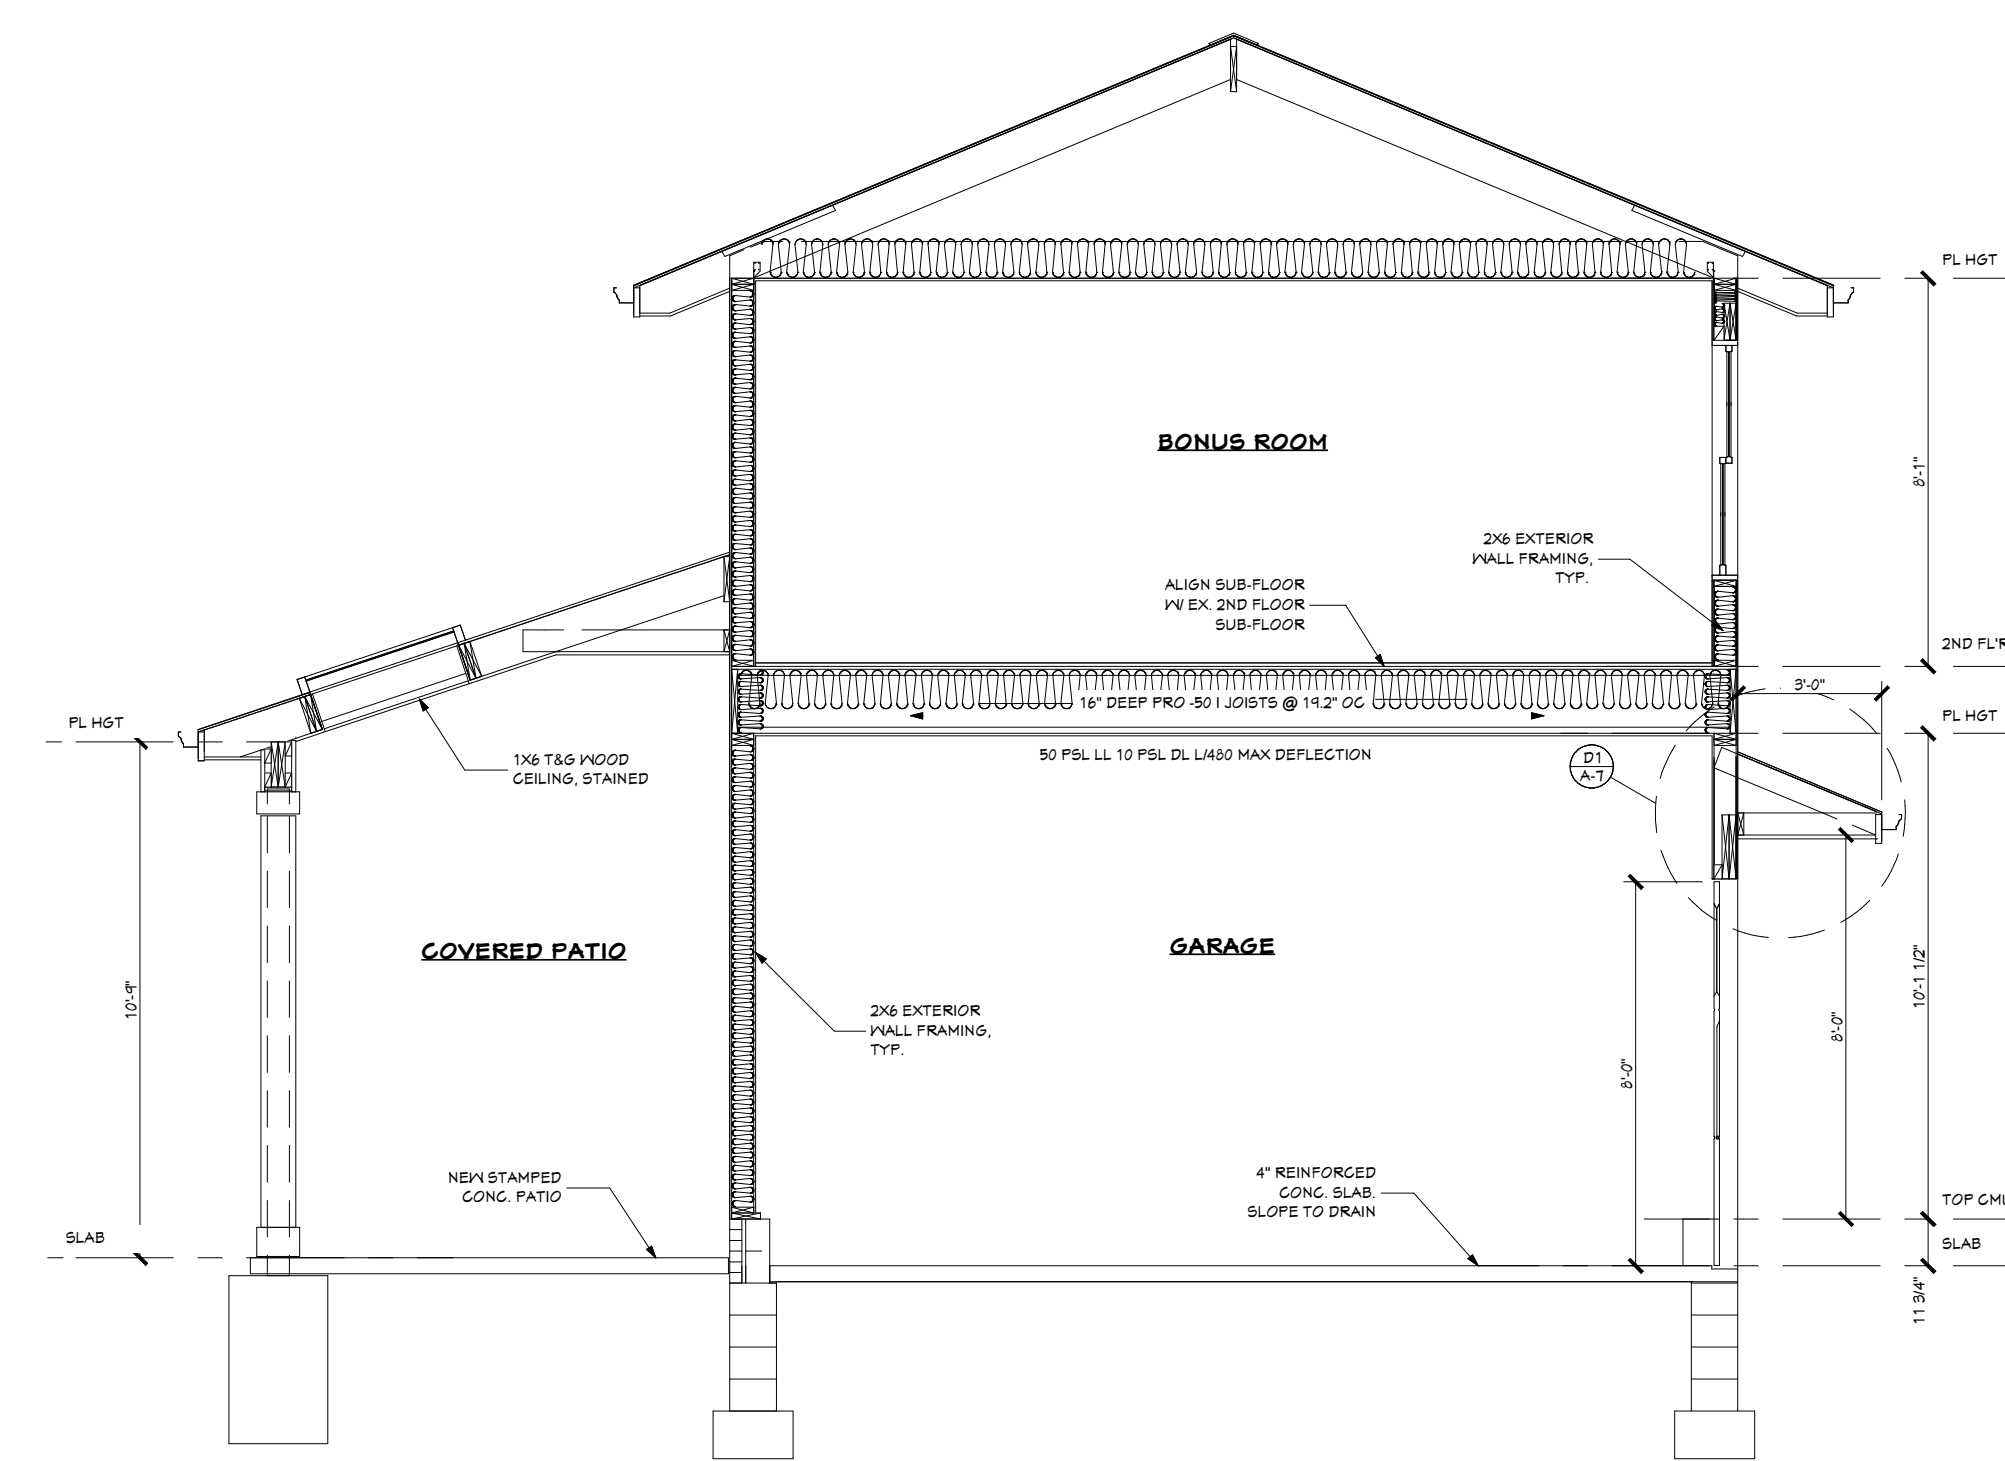 PL HGT
BONUS ROOM
8'-1"
2X6 EXTERIOR
WALL FRAMING,
TYP.
ALIGN SUB-FLOOR
W/ EX. 2ND FLOOR
SUB-FLOOR
2ND FL'R
3'-0"
16" DEEP PRO -50 I JOISTS @ 19.2" OC
PL HGT
PL HGT
50 PSL LL 10 PSL DL L/480 MAX DEFLECTION
D1
A-7
1X6 T&G WOOD
CEILING, STAINED
COVERED PATIO
GARAGE
10'-9"
10'-1 1/2"
8'-0"
8'-0"
2X6 EXTERIOR
WALL FRAMING,
TYP.
NEW STAMPED
CONC. PATIO
4" REINFORCED
CONC. SLAB.
SLOPE TO DRAIN
TOP CMU
SLAB
SLAB
11 3/4"